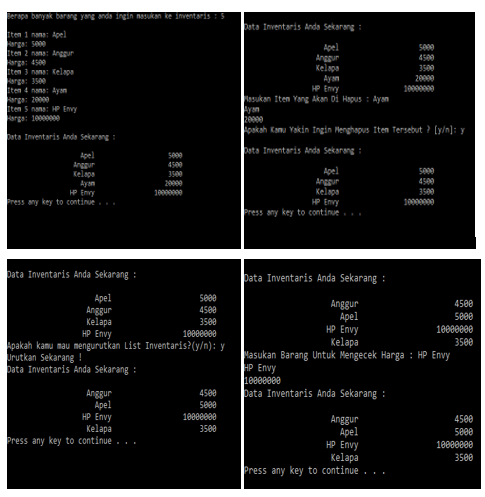 Berapa banyak barang yang anda ingin masukan ke inventaris : 5
Item 1 nama: Apel
Harga: 5000
Item 2 nama: Anggur
Harga: 4500
Item 3 nama: Kelapa
Harga: 3500
Item 4 nama: Ayam
Harga: 20000
Item 5 nama: HP Envy
Harga: 10000000
Data Inventaris Anda Sekarang :
Apel 5000
Anggur 4500
Kelapa 3500
Ayam 20000
HP Envy 10000000
Press any key to continue . . .
Data Inventaris Anda Sekarang :
Apel 5000
Anggur 4500
Kelapa 3500
Ayam 20000
HP Envy 10000000
Masukan Item Yang Akan Di Hapus : Ayam
Ayam
20000
Apakah Kamu Yakin Ingin Menghapus Item Tersebut ? [y/n]: y
Data Inventaris Anda Sekarang :
Apel 5000
Anggur 4500
Kelapa 3500
HP Envy 10000000
Press any key to continue . . .
Data Inventaris Anda Sekarang :
Apel 5000
Anggur 4500
Kelapa 3500
HP Envy 10000000
Apakah kamu mau mengurutkan List Inventaris?(y/n): y
Urutkan Sekarang !
Data Inventaris Anda Sekarang :
Anggur 4500
Apel 5000
HP Envy 10000000
Kelapa 3500
Press any key to continue . . .
Data Inventaris Anda Sekarang :
Anggur 4500
Apel 5000
HP Envy 10000000
Kelapa 3500
Masukan Barang Untuk Mengecek Harga : HP Envy
HP Envy
10000000
Data Inventaris Anda Sekarang :
Anggur 4500
Apel 5000
HP Envy 10000000
Kelapa 3500
Press any key to continue . . .